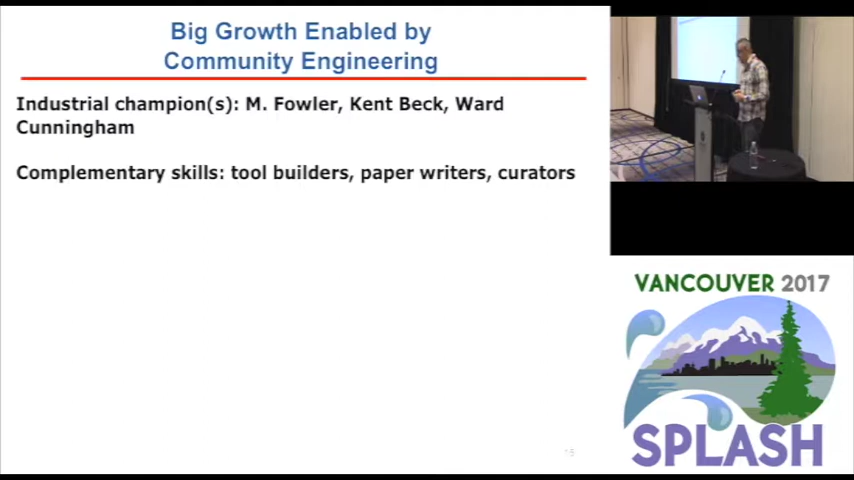 Big Growth Enabled by
Community Engineering
Industrial champion(s): M. Fowler, Kent Beck, Ward
Cunningham
Complementary skills: tool builders, paper writers, curators
VANCOUVER 2017
SPLASH